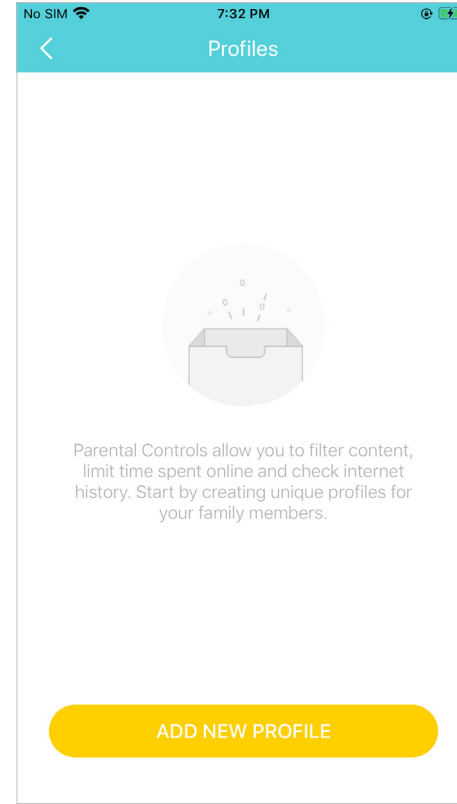 No SIM 7:32 PM
Profiles
Parental Controls allow you to filter content,
limit time spent online and check internet
history. Start by creating unique profiles for
your family members.
ADD NEW PROFILE